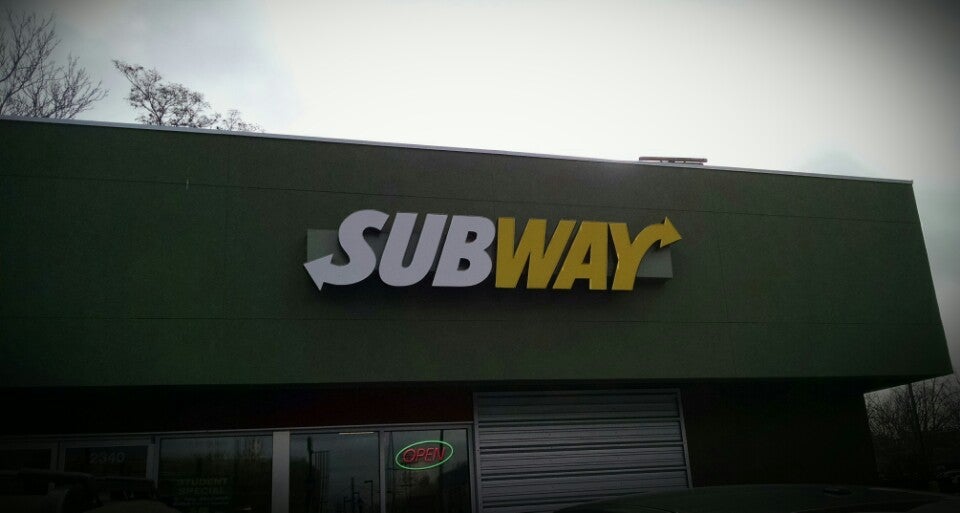 SUBWAY
OPEN
2340
STUDENT
SPECIAL